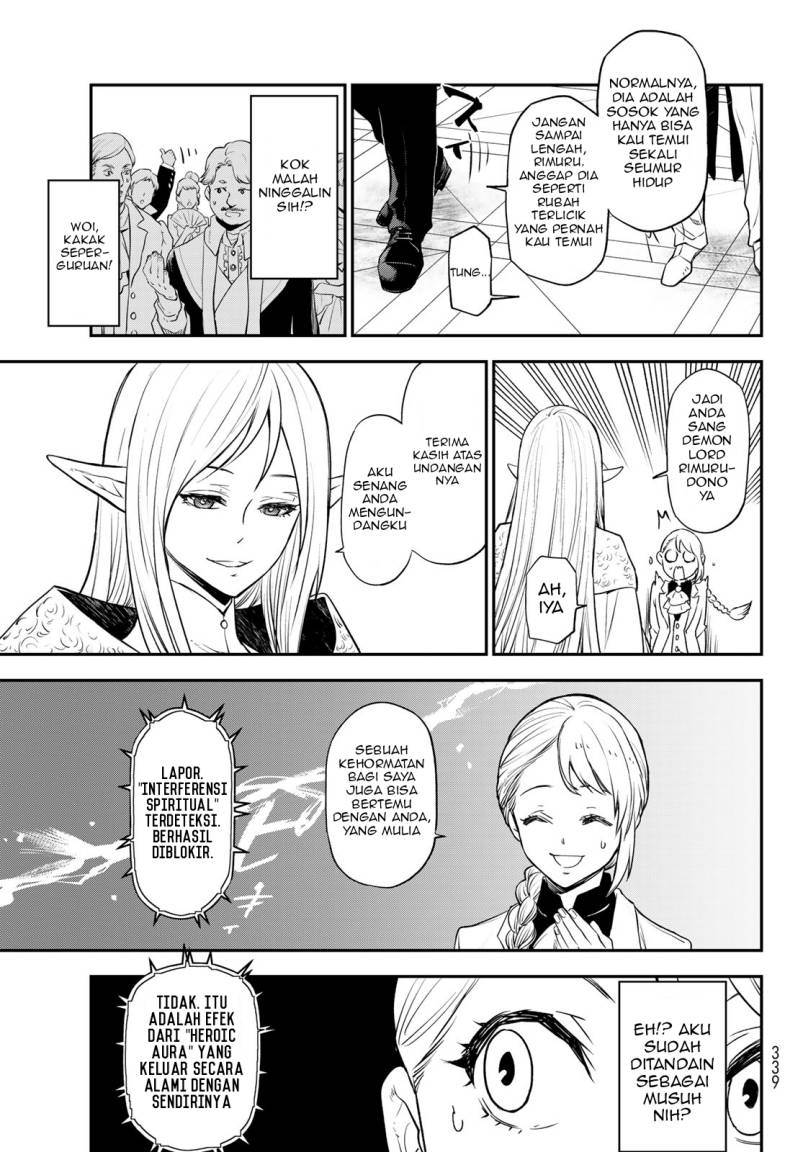 NORMALNYA,
DIA ADALAH
SOSOK YANG
HANYA BISA
KAU TEMUI
SEKALI
SEUMUR
HIDUP
JANGAN
SAMPAI
LENGAH,
RIMURU.
ANGGAP DIA
SEPERTI
RUBAH
TERLICIK
YANG PERNAH
KAU TEMUI
TUNG...
KOK
MALAH
NINGGALIN
SIH!?
WOI,
KAKAK
SEPER-
GURUAN!
JADI
ANDA
SANG
DEMON
LORD
RIMURU-
DONO
YA
AH,
IYA
TERIMA
KASIH ATAS
UNDANGAN
NYA
AKU
SENANG
ANDA
MENGUN-
DANGKU
SEBUAH
KEHORMATAN
BAGI SAYA
JUGA BISA
BERTEMU
DENGAN ANDA,
YANG MULIA
LAPOR.
"INTERFERENSI
SPIRITUAL"
TERDETEKSI.
BERHASIL
DIBLOKIR.
EH!? AKU
SUDAH
DITANDAIN
SEBAGAI
MUSUH
NIH?
TIDAK. ITU
ADALAH EFEK
DARI "HEROIC
AURA" YANG
KELUAR SECARA
ALAMI DENGAN
SENDIRINYA
339